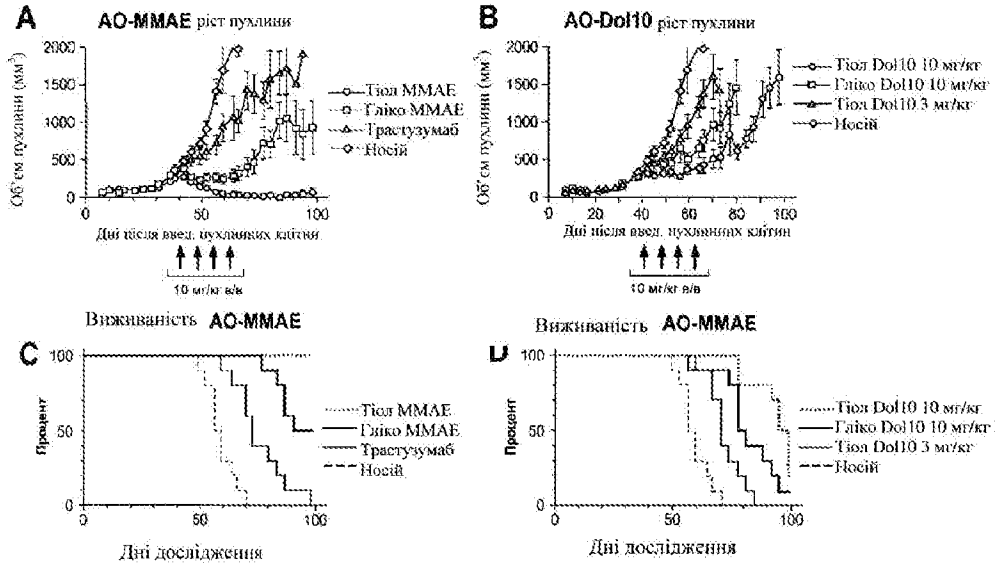 A
AO-MMAE ріст пухлини
Об'єм пухлини (мм³)
2000
1500
1000
500
0
0
50
100
Тіол MMAE
Гліко MMAE
Трастузумаб
Носій
Дні після введ. пухлинних клітин
10 мг/кг в/в
B
AO-Dol10 ріст пухлини
Об'єм пухлини (мм³)
2000
1500
1000
500
0
0
20
40
60
80
100
Тіол Dol10 10 мг/кг
Гліко Dol10 10 мг/кг
Тіол Dol10 3 мг/кг
Носій
Дні після введ. пухлинних клітин
10 мг/кг в/в
Виживаність AO-MMAE
C
Процент
100
50
0
0
50
100
Тіол MMAE
Гліко MMAE
Трастузумаб
Носій
Дні дослідження
Виживаність AO-MMAE
D
Процент
100
50
0
0
50
100
Тіол Dol10 10 мг/кг
Гліко Dol10 10 мг/кг
Тіол Dol10 3 мг/кг
Носій
Дні дослідження